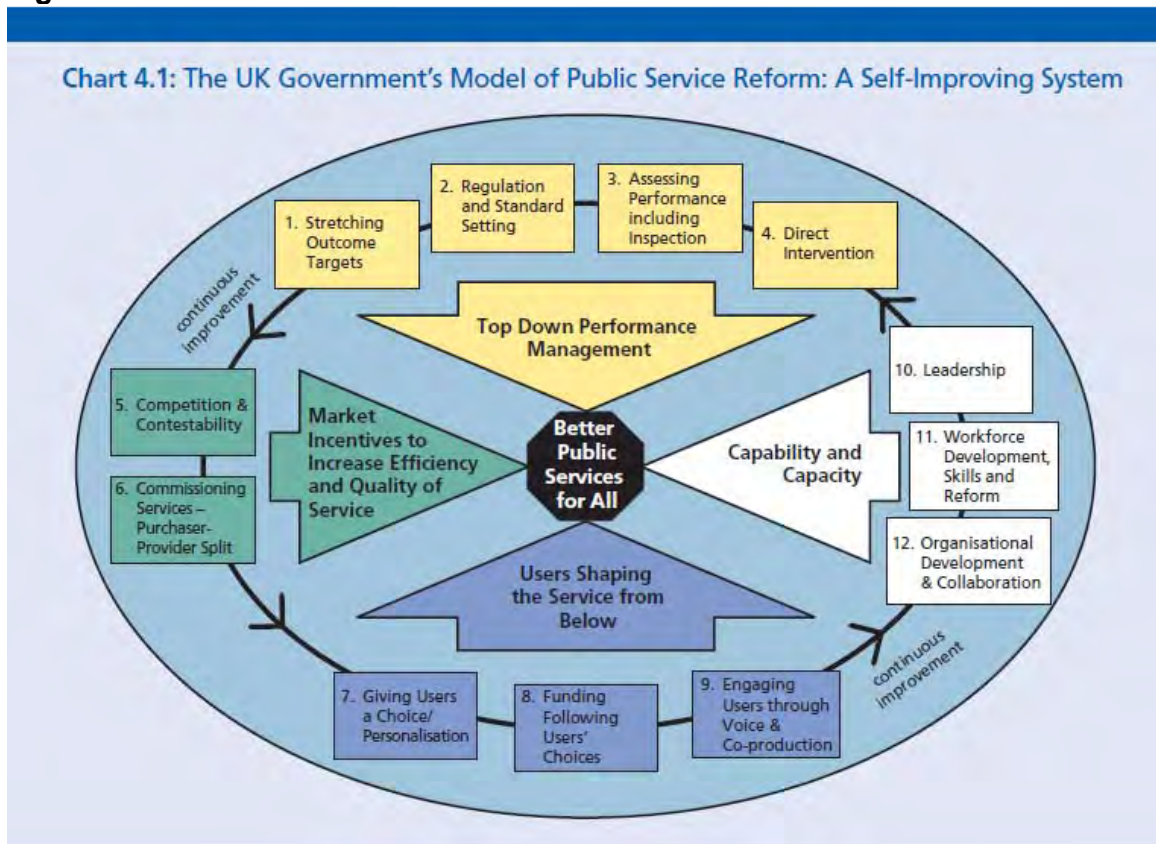 Chart 4.1: The UK Government's Model of Public Service Reform: A Self-Improving System
1. Stretching
Outcome
Targets
2. Regulation
and Standard
Setting
3. Assessing
Performance
including
Inspection
4. Direct
Intervention
continuous
improvement
Top Down Performance
Management
5. Competition &
Contestability
6. Commissioning
Services –
Purchaser-
Provider Split
Market
Incentives to
Increase Efficiency
and Quality of
Service
Better
Public
Services
for All
Capability and
Capacity
10. Leadership
11. Workforce
Development,
Skills and
Reform
12. Organisational
Development
& Collaboration
Users Shaping
the Service from
Below
7. Giving Users
a Choice/
Personalisation
8. Funding
Following
Users'
Choices
9. Engaging
Users through
Voice &
Co-production
continuous
improvement